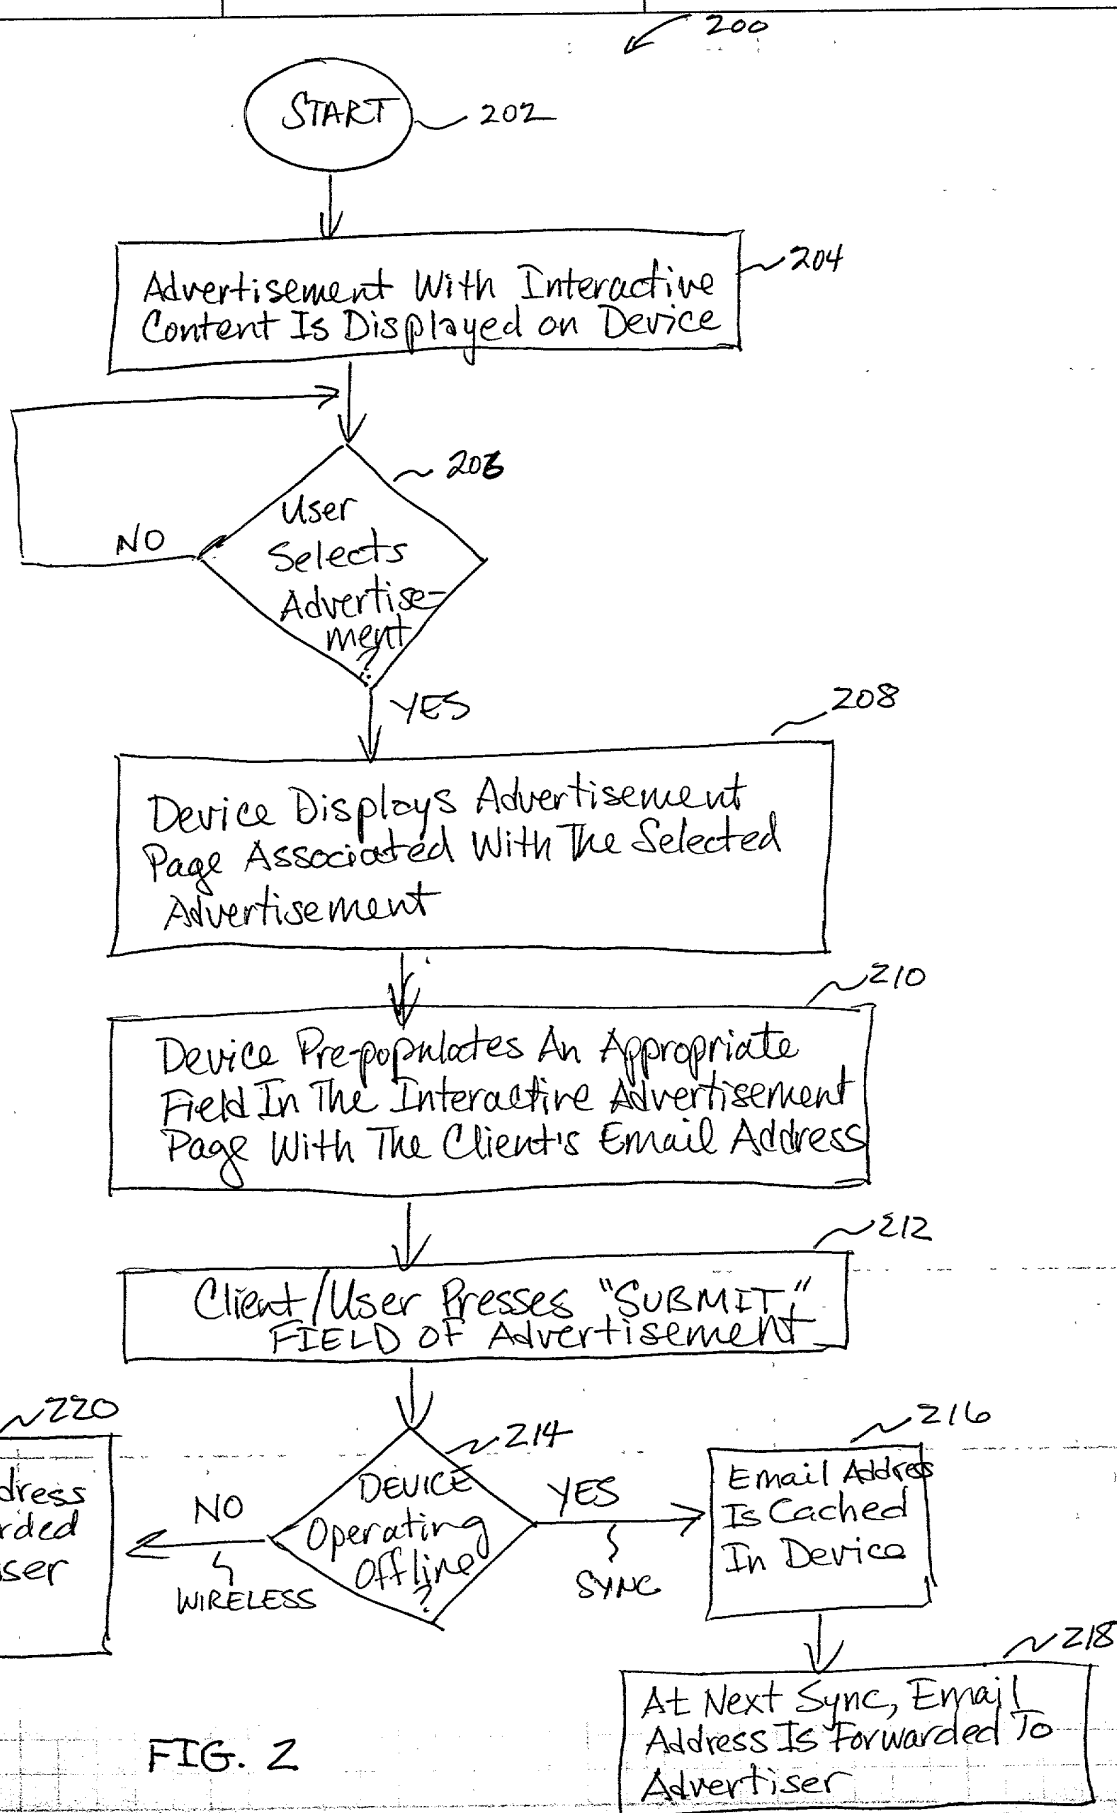 200
START
202
Advertisement With Interactive
Content Is Displayed on Device
204
206
User
Selects
Advertise-
ment
?
NO
YES
208
Device Displays Advertisement
Page Associated With The Selected
Advertisement
210
Device Pre-populates An Appropriate
Field In The Interactive Advertisement
Page With The Client's Email Address
212
Client/User Presses "SUBMIT"
FIELD OF Advertisement
220
dress
rded
ser
NO
WIRELESS
214
DEVICE
Operating
Offline
?
YES
SYNC
216
Email Address
Is Cached
In Device
218
At Next Sync, Email
Address Is Forwarded To
Advertiser
FIG. 2